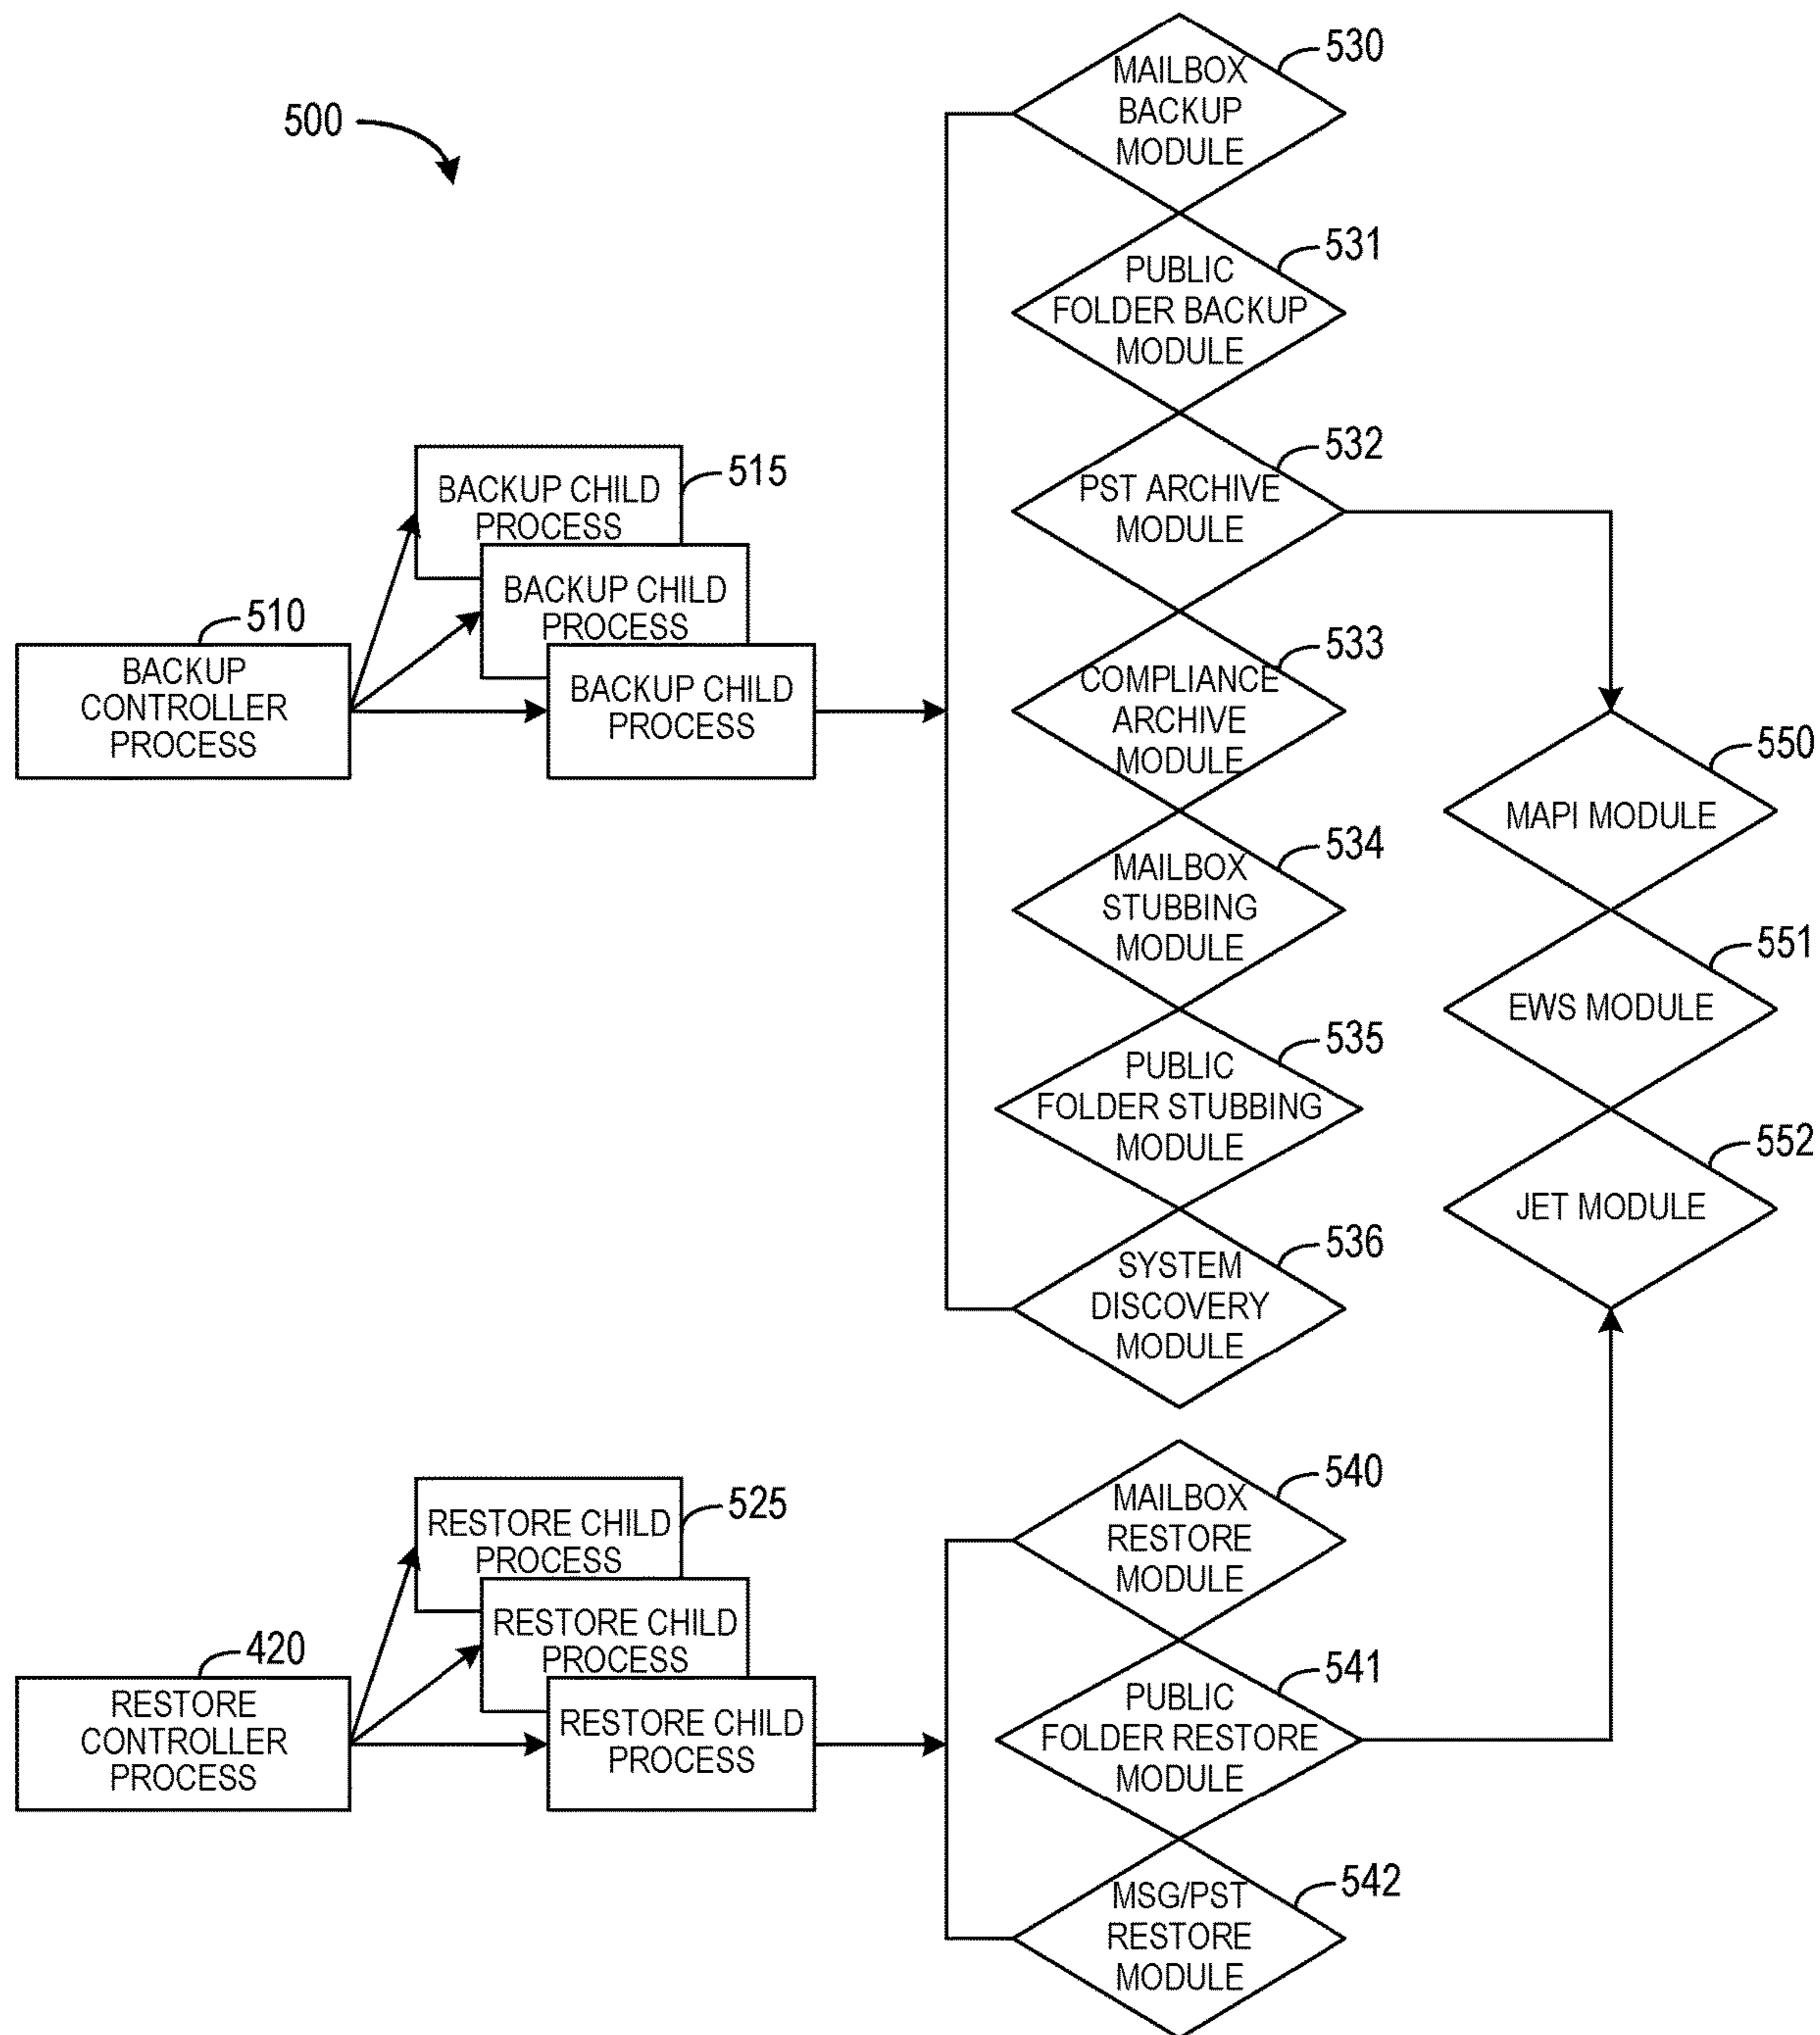 500
530
MAILBOX
BACKUP
MODULE
531
PUBLIC
FOLDER BACKUP
MODULE
532
PST ARCHIVE
MODULE
533
COMPLIANCE
ARCHIVE
MODULE
534
MAILBOX
STUBBING
MODULE
535
PUBLIC
FOLDER STUBBING
MODULE
536
SYSTEM
DISCOVERY
MODULE
515
BACKUP CHILD
PROCESS
BACKUP CHILD
PROCESS
BACKUP CHILD
PROCESS
510
BACKUP
CONTROLLER
PROCESS
550
MAPI MODULE
551
EWS MODULE
552
JET MODULE
525
RESTORE CHILD
PROCESS
RESTORE CHILD
PROCESS
RESTORE CHILD
PROCESS
420
RESTORE
CONTROLLER
PROCESS
540
MAILBOX
RESTORE
MODULE
541
PUBLIC
FOLDER RESTORE
MODULE
542
MSG/PST
RESTORE
MODULE